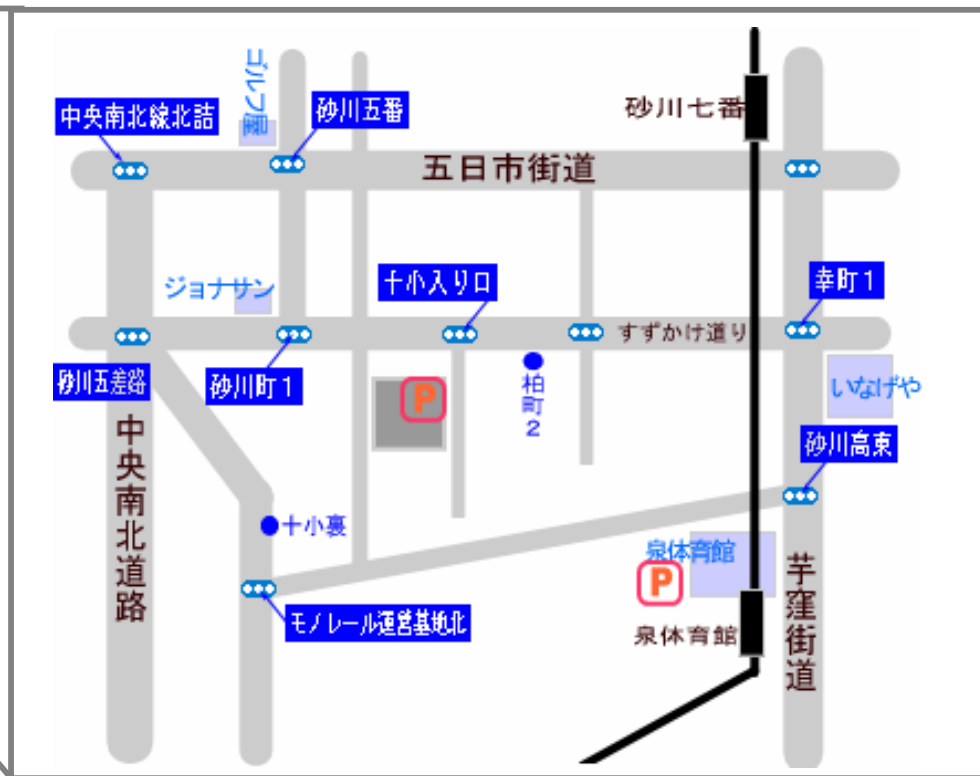 ゴルフ屋
中央南北線北詰
砂川五番
砂川七番
五日市街道
ジョナサン
十小入り口
幸町1
すずかけ道り
砂川五差路
砂川町1
P
柏町2
いなげや
砂川高東
中央南北道路
十小裏
泉体育館
P
芋窪街道
モノレール運営基地北
泉体育館